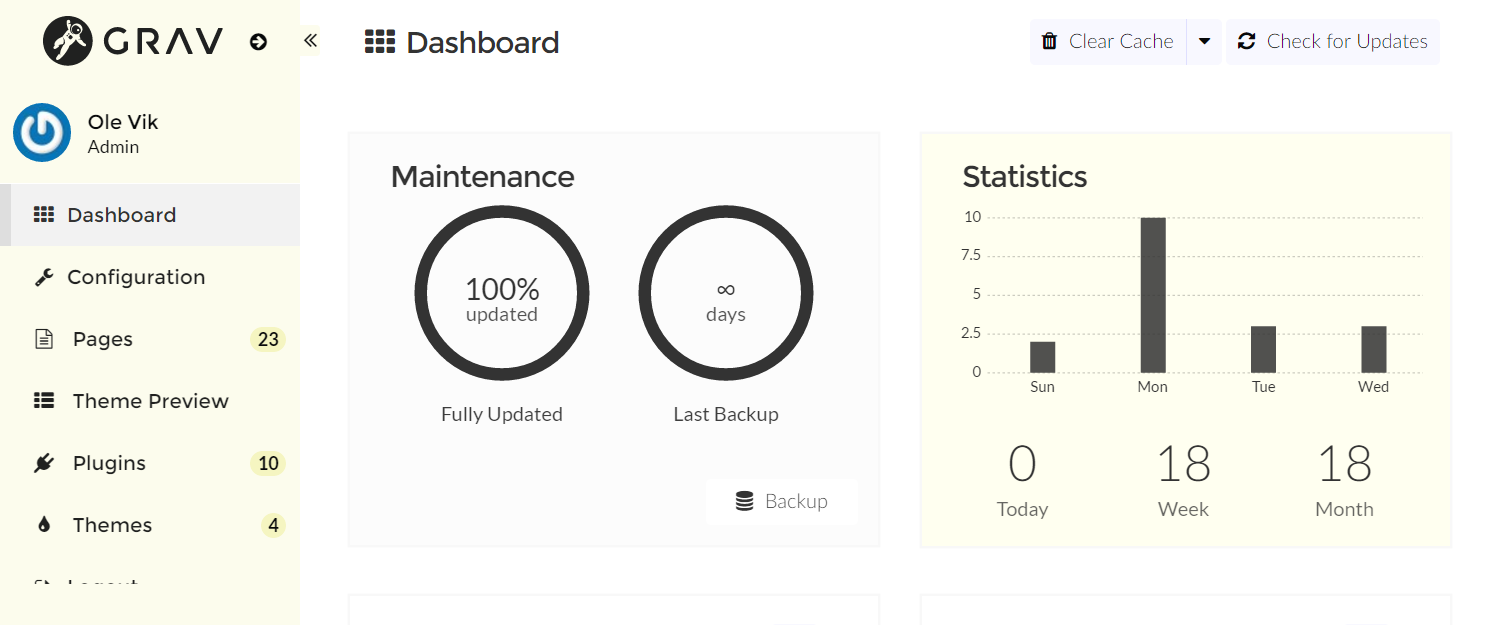 GRAV
Ole Vik
Admin
Dashboard
Configuration
Pages 23
Theme Preview
Plugins 10
Themes 4
Logout
Dashboard
Clear Cache
Check for Updates
Maintenance
100%
updated
∞
days
Fully Updated
Last Backup
Backup
Statistics
10
7.5
5
2.5
0
Sun Mon Tue Wed
0 18 18
Today Week Month